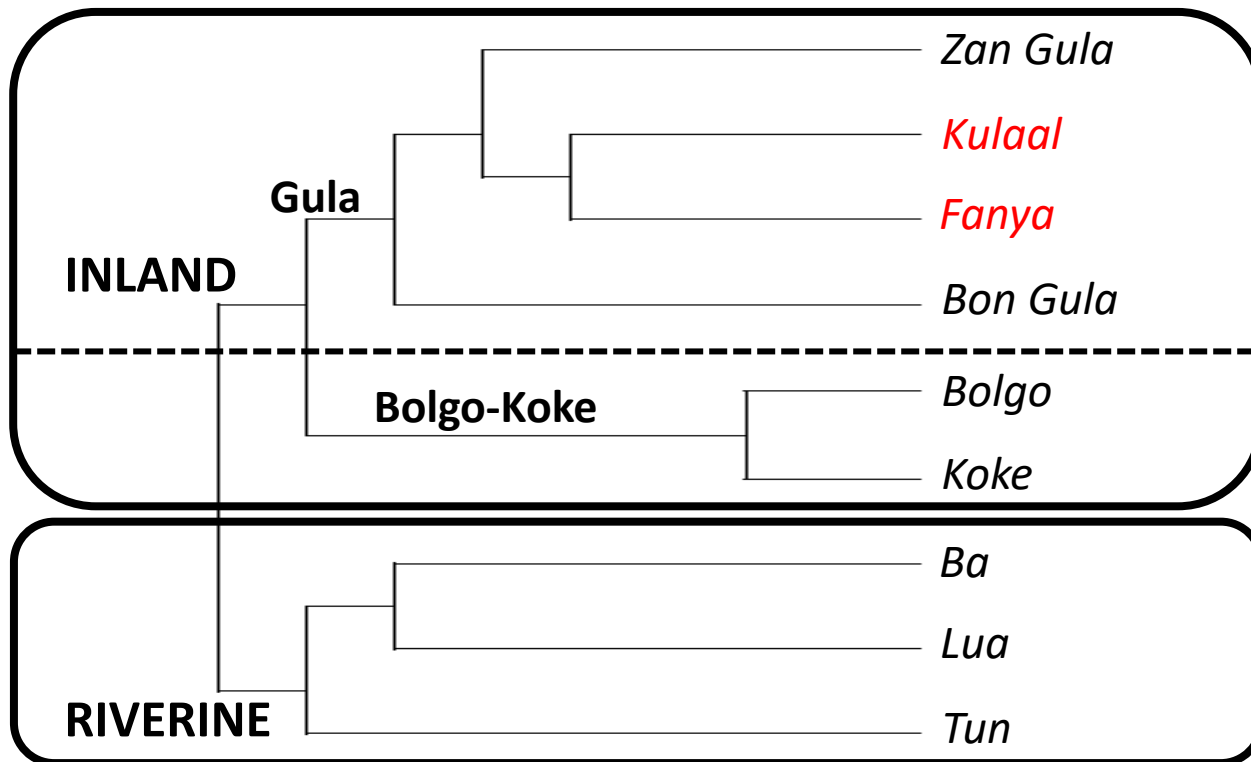 Zan Gula
Kulaal
Gula
Fanya
INLAND
Bon Gula
Bolgo
Bolgo-Koke
Koke
Ba
Lua
RIVERINE
Tun